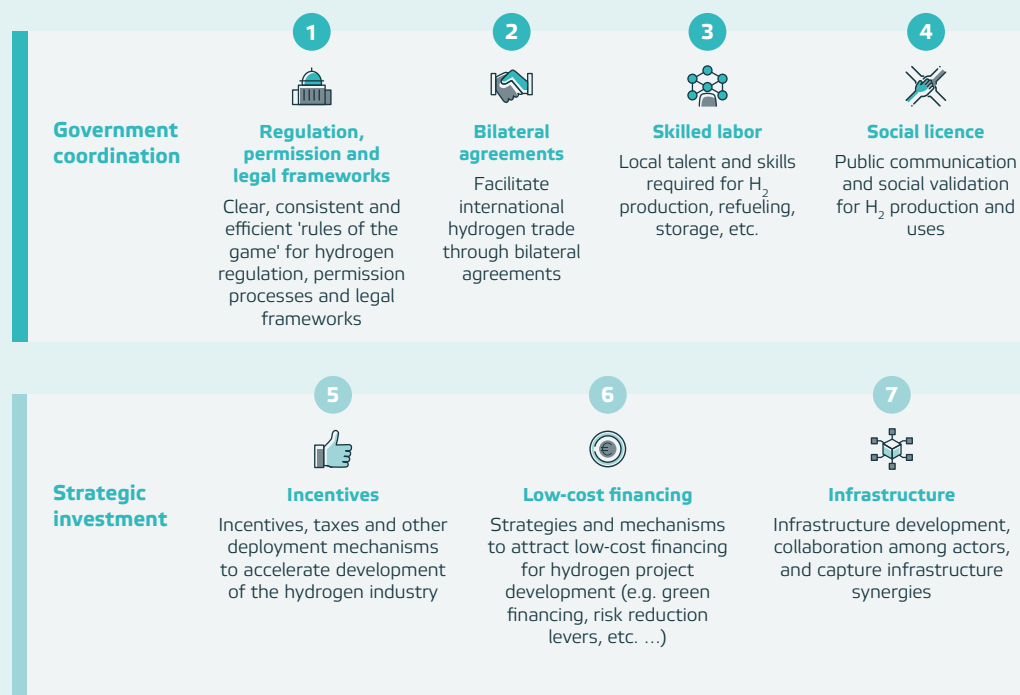 1
2
3
4
Government
coordination
Regulation,
permission and
legal frameworks
Clear, consistent and
efficient 'rules of the
game' for hydrogen
regulation, permission
processes and legal
frameworks
Bilateral
agreements
Facilitate
international
hydrogen trade
through bilateral
agreements
Skilled labor
Local talent and skills
required for H₂
production, refueling,
storage, etc.
Social licence
Public communication
and social validation
for H₂ production and
uses
5
6
7
Strategic
investment
Incentives
Incentives, taxes and other
deployment mechanisms
to accelerate development
of the hydrogen industry
€
Low-cost financing
Strategies and mechanisms
to attract low-cost financing
for hydrogen project
development (e.g. green
financing, risk reduction
levers, etc. ...)
Infrastructure
Infrastructure development,
collaboration among actors,
and capture infrastructure
synergies